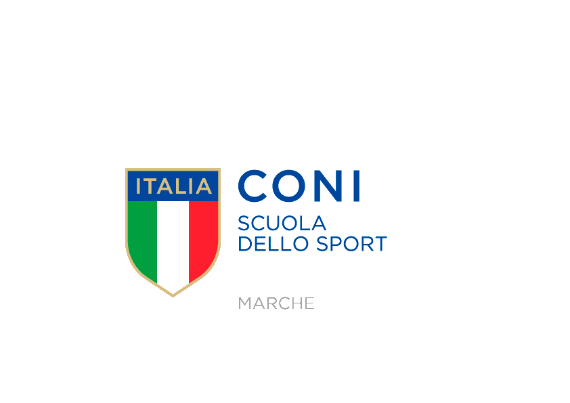 ITALIA
CONI
SCUOLA
DELLO SPORT
MARCHE